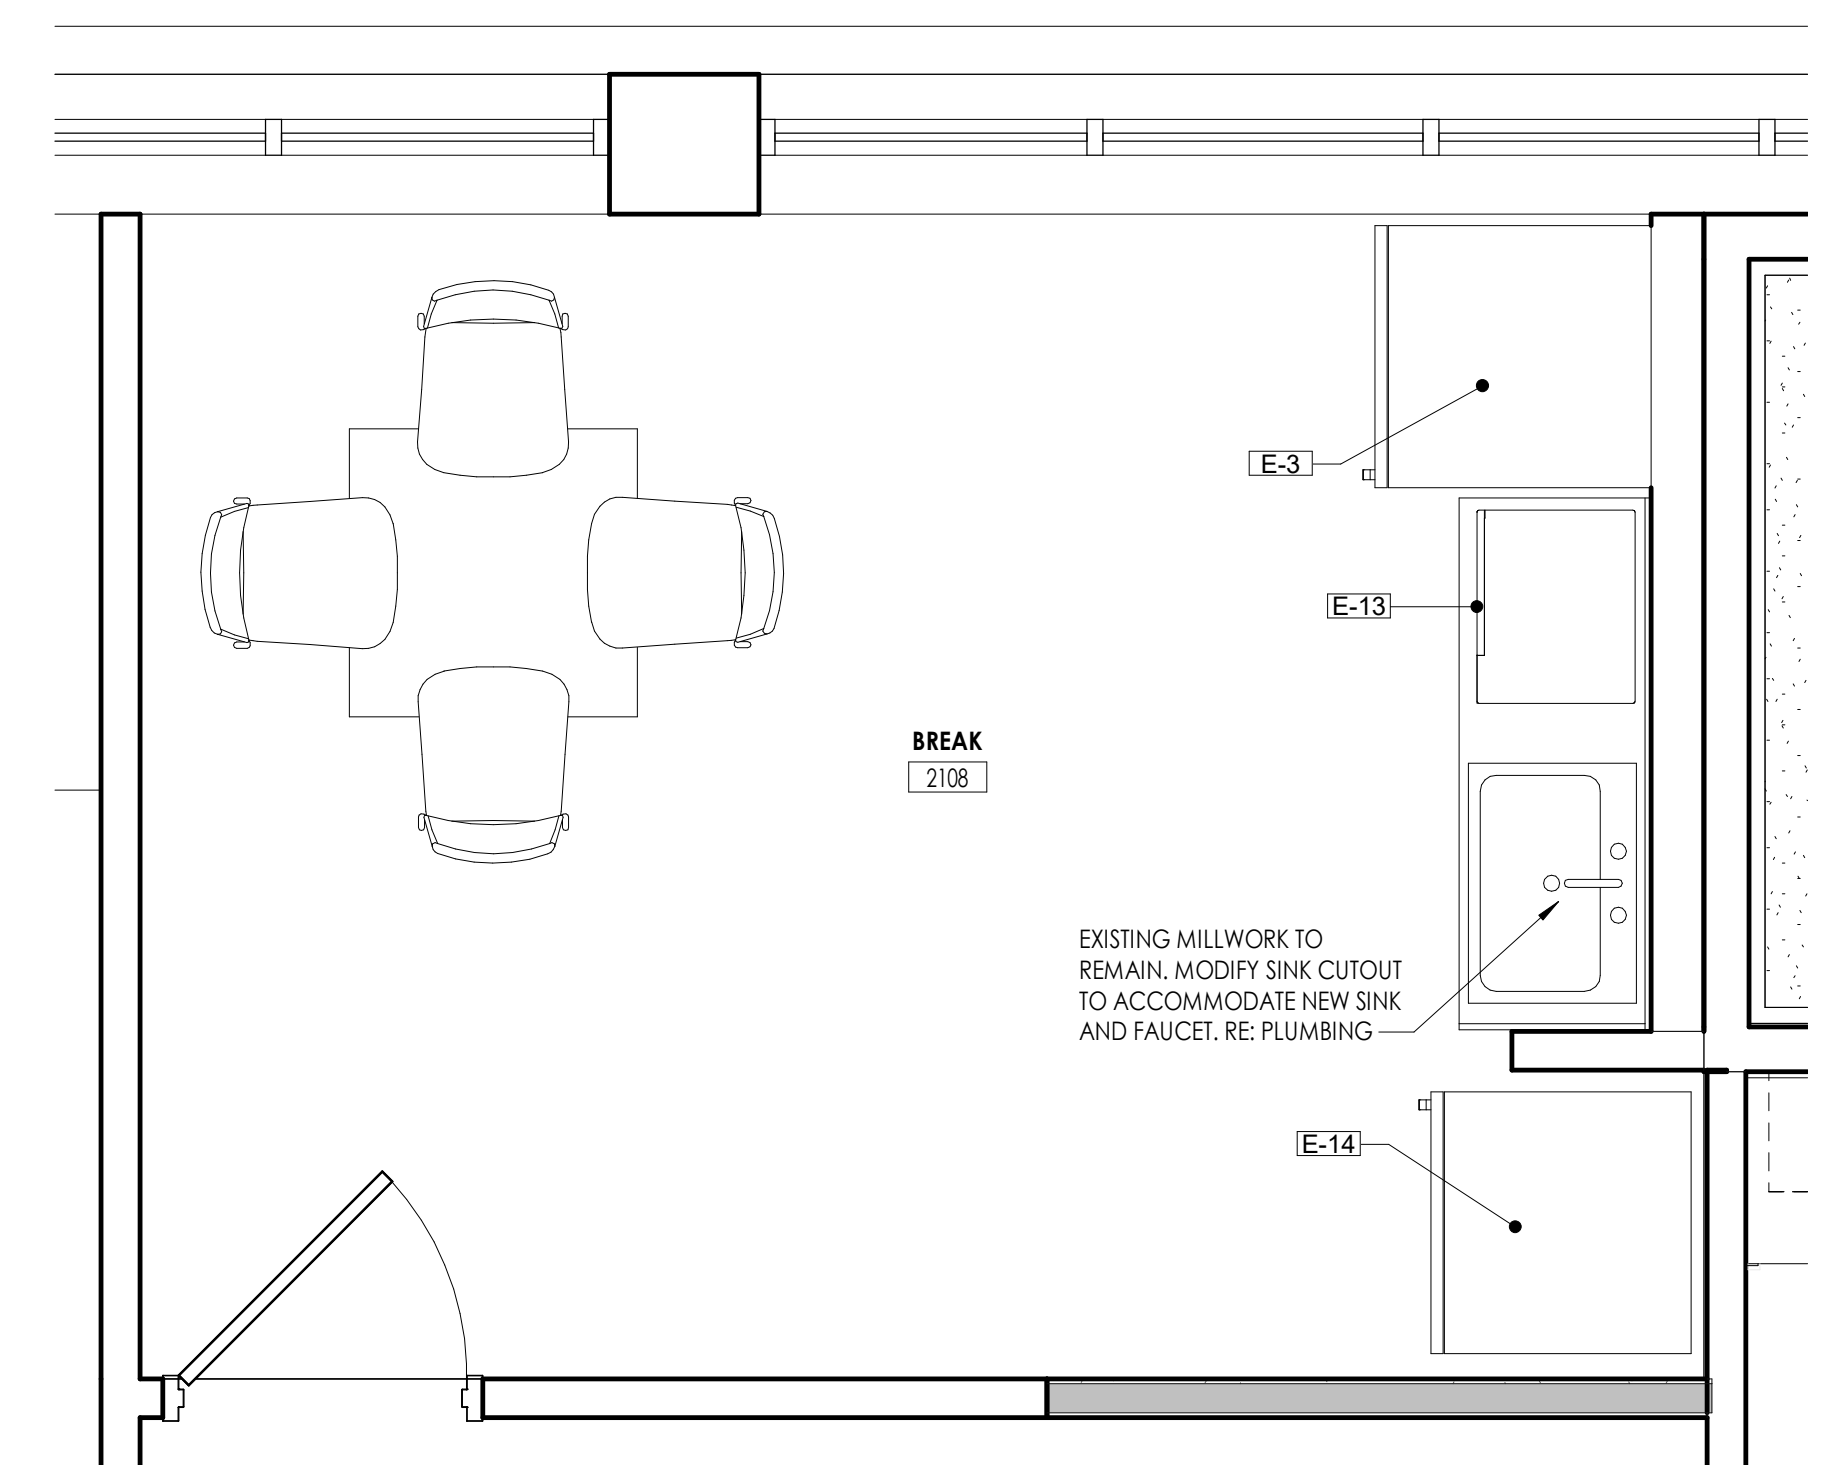 E-3
E-13
BREAK
2108
EXISTING MILLWORK TO
REMAIN. MODIFY SINK CUTOUT
TO ACCOMMODATE NEW SINK
AND FAUCET. RE: PLUMBING
E-14